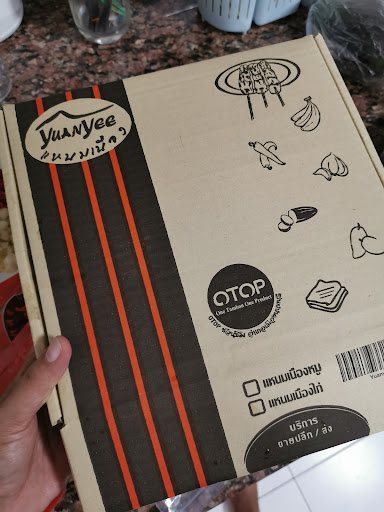 YUANYEE
แหนมเนือง
OTOP
One Tambon One Product
แหนมเนืองหมู
แหนมเนืองไก่
บริการ
ขายปลีก / ส่ง